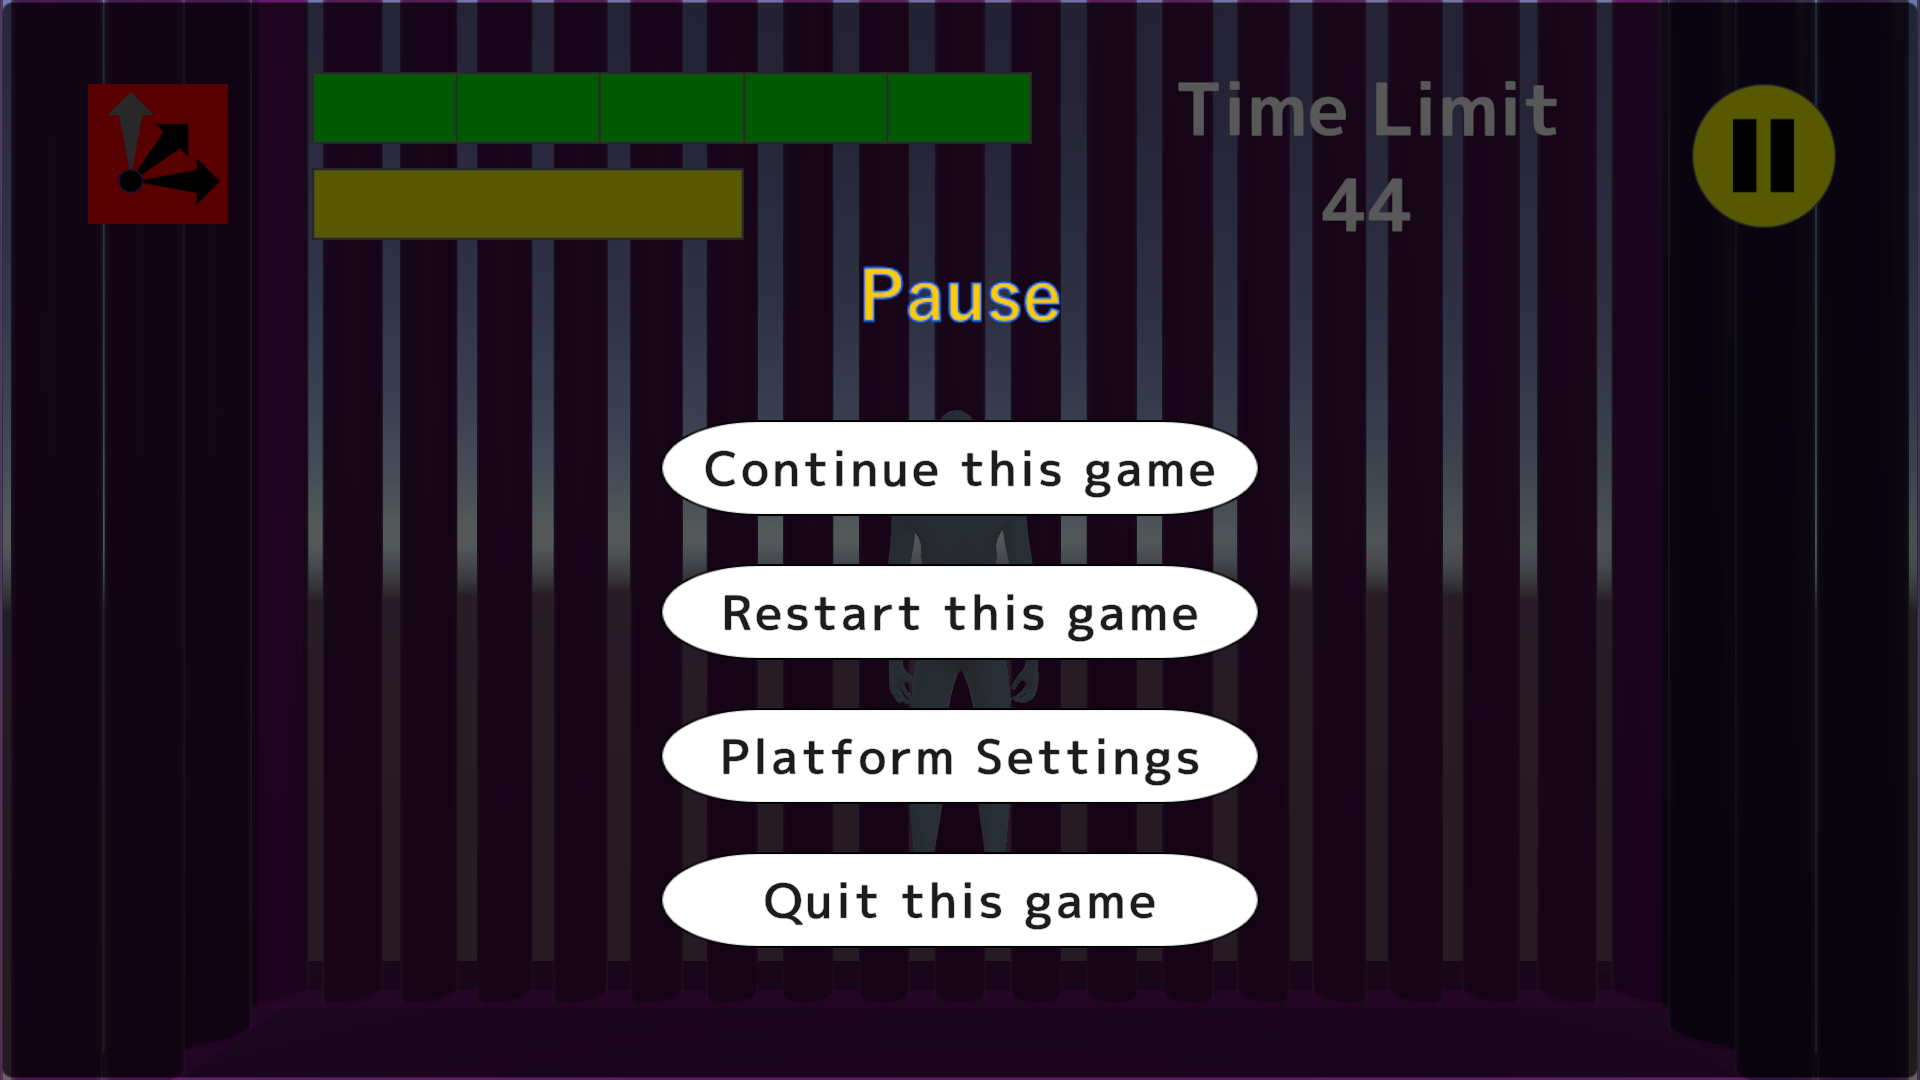 Time Limit
44
Pause
Continue this game
Restart this game
Platform Settings
Quit this game